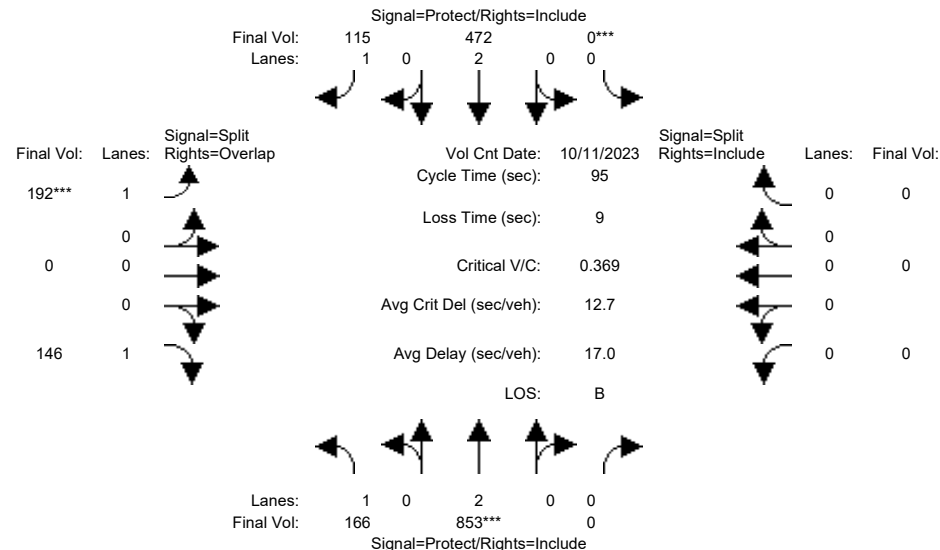 Signal=Protect/Rights=Include
Final Vol: 115 472 0***
Lanes: 1 0 2 0 0
Signal=Split Signal=Split
Final Vol: Lanes: Rights=Overlap Vol Cnt Date: 10/11/2023 Rights=Include Lanes: Final Vol:
Cycle Time (sec): 95
192*** 1 0 0
Loss Time (sec): 9
0 0
0 0 Critical V/C: 0.369 0 0
0 Avg Crit Del (sec/veh): 12.7 0
146 1 Avg Delay (sec/veh): 17.0 0 0
LOS: B
Lanes: 1 0 2 0 0
Final Vol: 166 853*** 0
Signal=Protect/Rights=Include